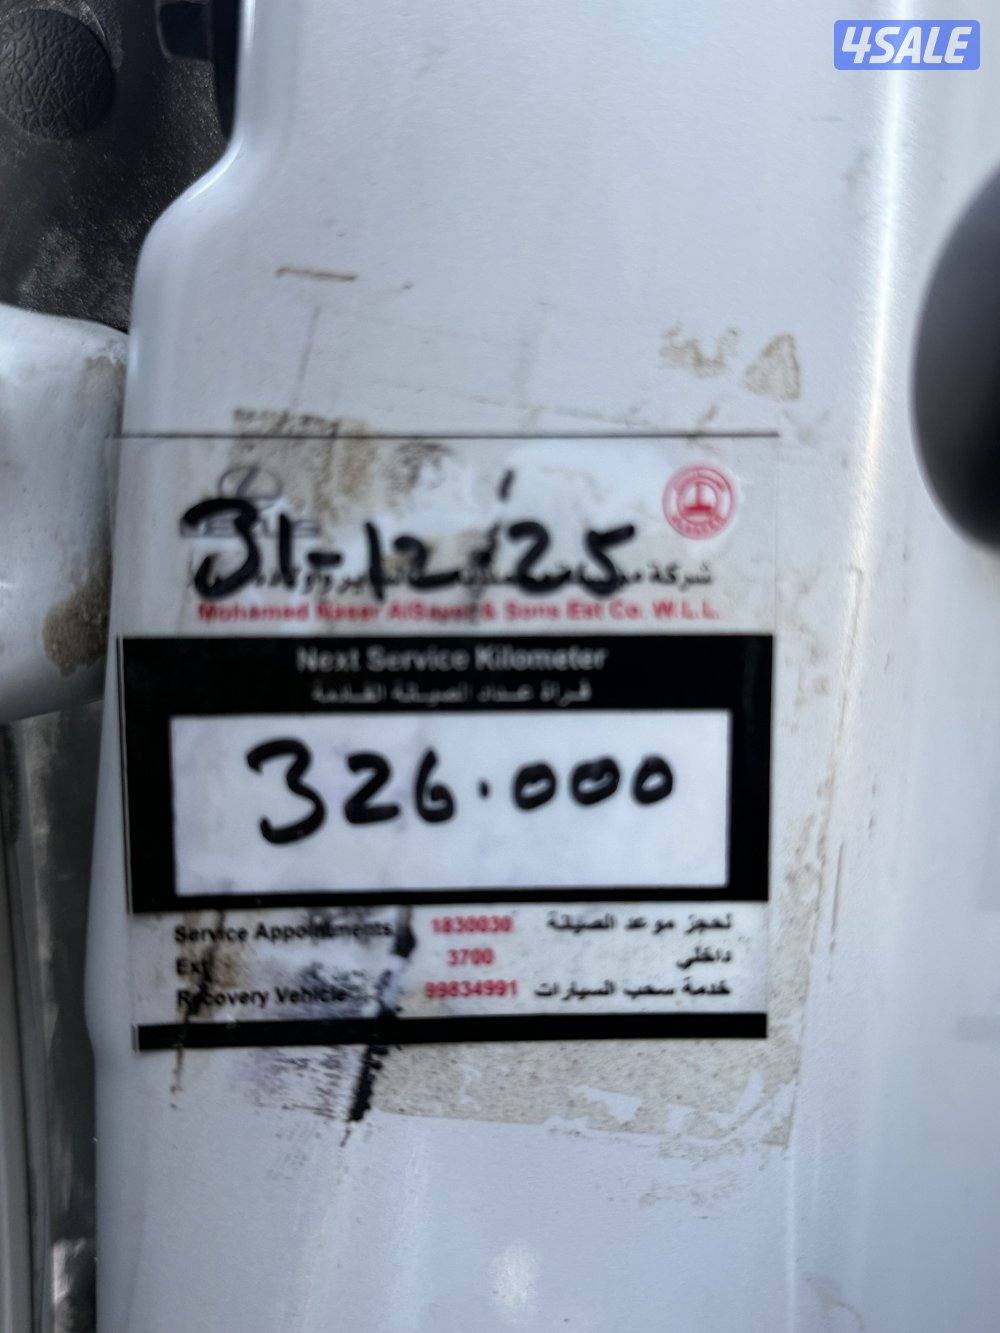 4SALE
31-12-'25
شركة
Mohamed Naser AlSayer & Sons Est Co. W.L.L.
Next Service Kilometer
قراءة عداد الصيانة القادمة
326.000
Service Appointments 1830030 لحجز موعد الصيانة
Ext 3700 داخلي
Recovery Vehicle 99834991 خدمة سحب السيارات